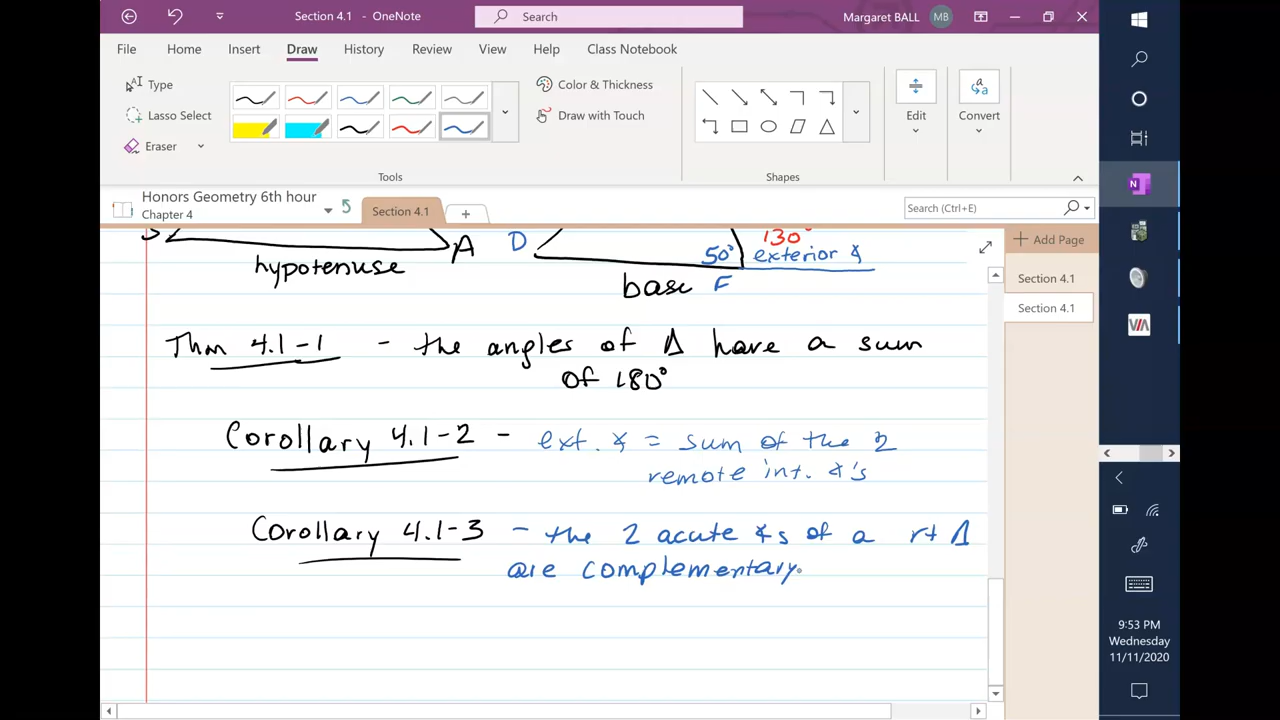 Section 4.1 - OneNote
Search
Margaret BALL
MB
File Home Insert Draw History Review View Help Class Notebook
Type
Lasso Select
Eraser
Color & Thickness
Draw with Touch
Edit
Convert
Tools
Shapes
Honors Geometry 6th hour
Chapter 4
Section 4.1
Search (Ctrl+E)
Add Page
Section 4.1
Section 4.1
A
hypotenuse
D
50°
130°
exterior ∡
base F
Thm 4.1-1 - the angles of Δ have a sum
of 180°
Corollary 4.1-2 - ext. ∡ = sum of the 2
remote int. ∡'s
Corollary 4.1-3 - the 2 acute ∡s of a rt Δ
are complementary
N
VIA
9:53 PM
Wednesday
11/11/2020